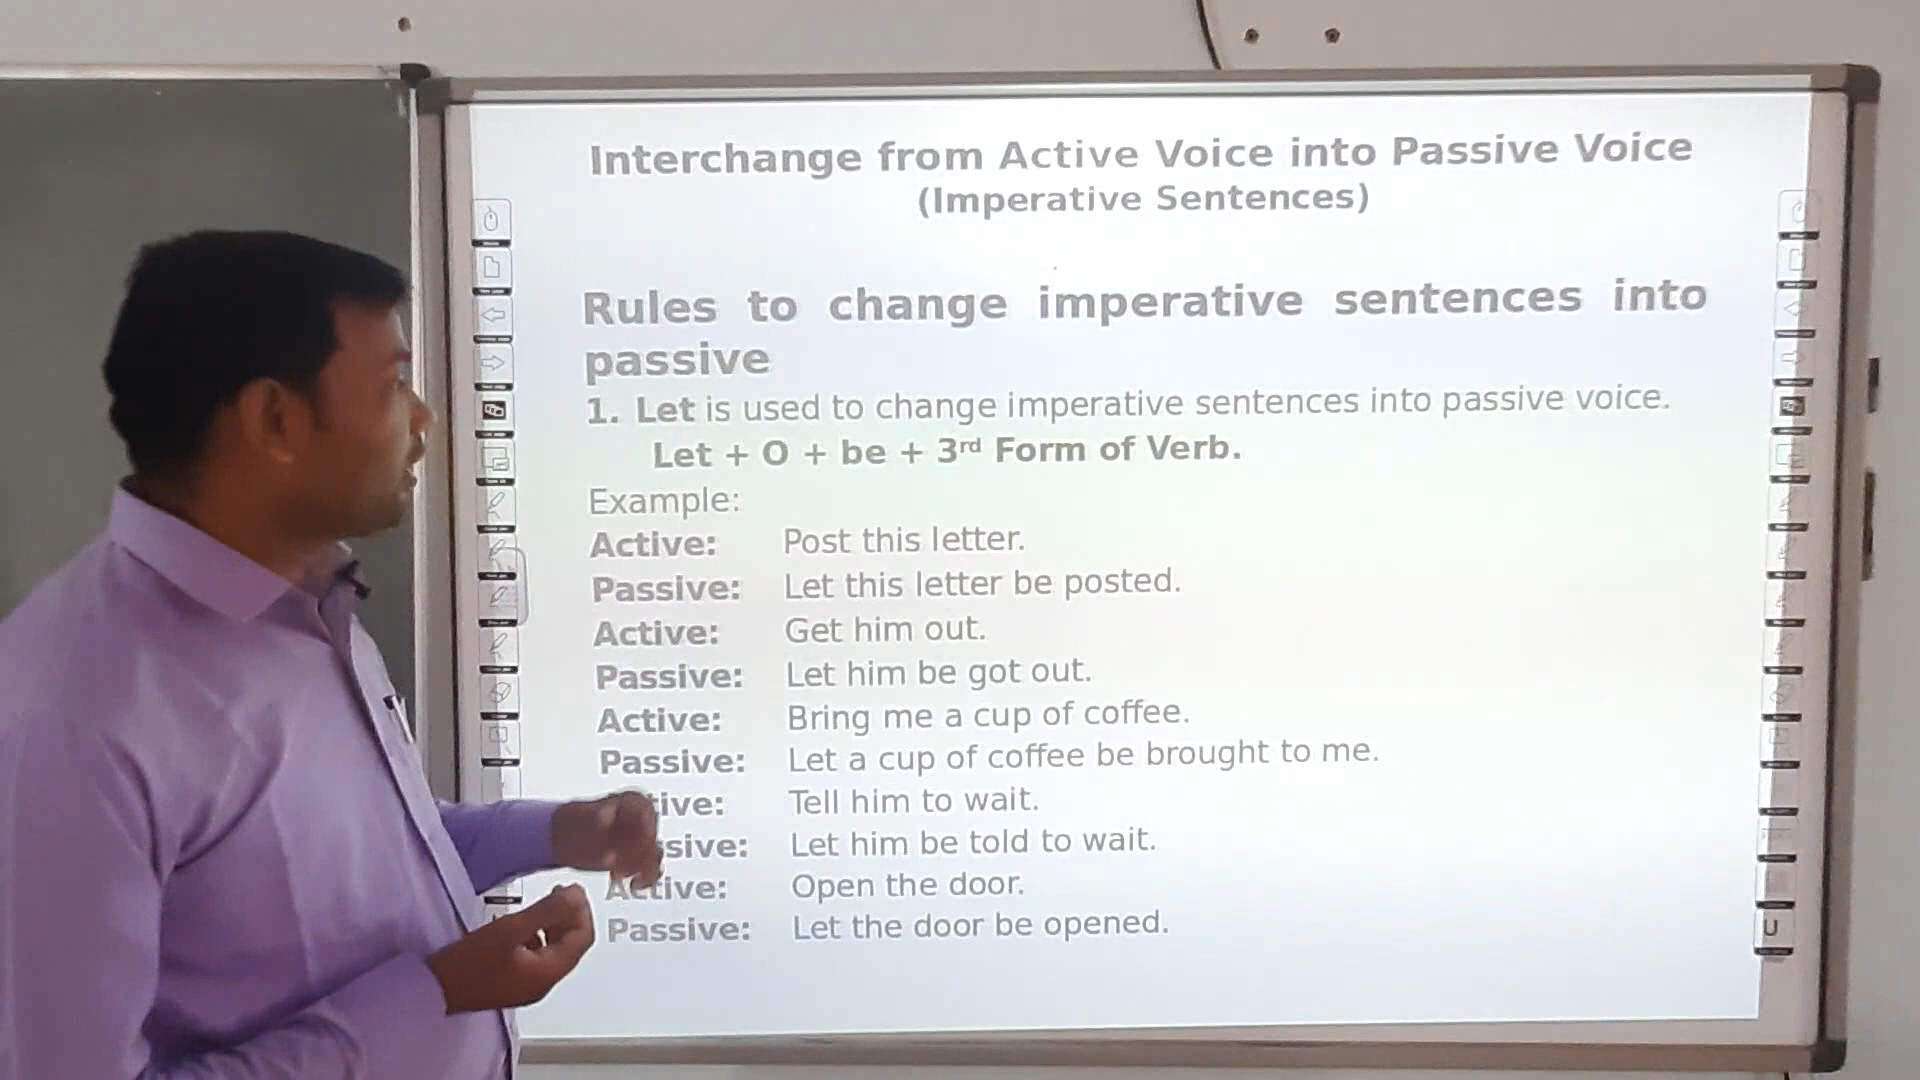 Interchange from Active Voice into Passive Voice
(Imperative Sentences)
Rules to change imperative sentences into
passive
1. Let is used to change imperative sentences into passive voice.
Let + O + be + 3rd Form of Verb.
Example:
Active: Post this letter.
Passive: Let this letter be posted.
Active: Get him out.
Passive: Let him be got out.
Active: Bring me a cup of coffee.
Passive: Let a cup of coffee be brought to me.
tive: Tell him to wait.
ssive: Let him be told to wait.
Active: Open the door.
Passive: Let the door be opened.